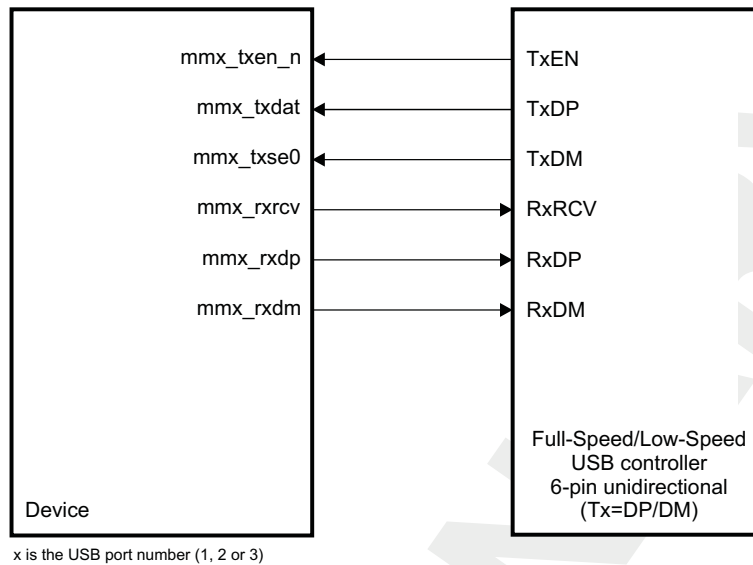 mmx_txen_n TxEN
mmx_txdat TxDP
mmx_txse0 TxDM
mmx_rxrcv RxRCV
mmx_rxdp RxDP
mmx_rxdm RxDM
Full-Speed/Low-Speed
USB controller
6-pin unidirectional
(Tx=DP/DM)
Device
x is the USB port number (1, 2 or 3)